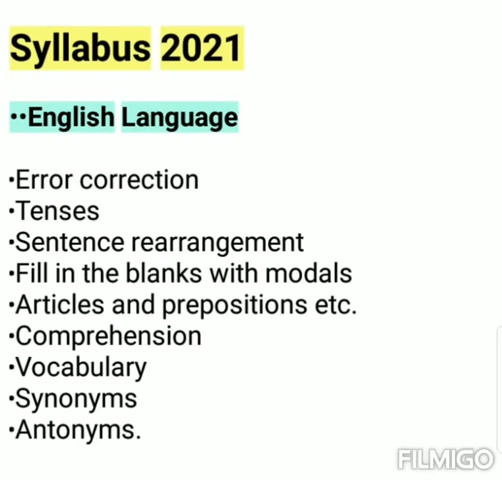 Syllabus 2021
••English Language
•Error correction
•Tenses
•Sentence rearrangement
•Fill in the blanks with modals
•Articles and prepositions etc.
•Comprehension
•Vocabulary
•Synonyms
•Antonyms.
FILMIGO